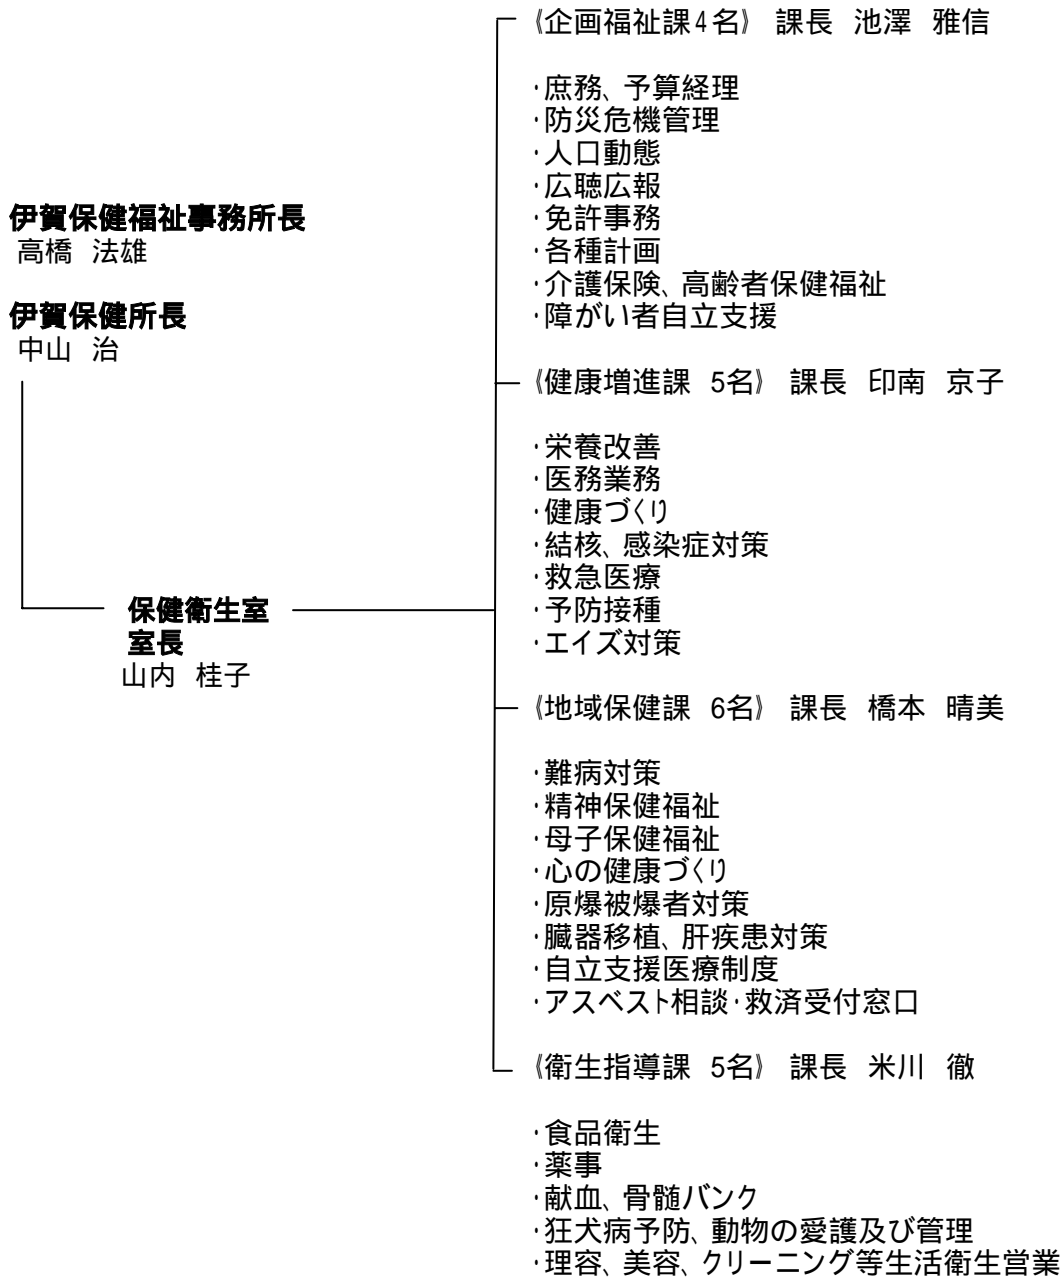 伊賀保健福祉事務所長
高橋 法雄
伊賀保健所長
中山 治
保健衛生室
室長
山内 桂子
《企画福祉課4名》 課長 池澤 雅信
・庶務、予算経理
・防災危機管理
・人口動態
・広聴広報
・免許事務
・各種計画
・介護保険、高齢者保健福祉
・障がい者自立支援
《健康増進課 5名》 課長 印南 京子
・栄養改善
・医務業務
・健康づくり
・結核、感染症対策
・救急医療
・予防接種
・エイズ対策
《地域保健課 6名》 課長 橋本 晴美
・難病対策
・精神保健福祉
・母子保健福祉
・心の健康づくり
・原爆被爆者対策
・臓器移植、肝疾患対策
・自立支援医療制度
・アスベスト相談・救済受付窓口
《衛生指導課 5名》 課長 米川 徹
・食品衛生
・薬事
・献血、骨髄バンク
・狂犬病予防、動物の愛護及び管理
・理容、美容、クリーニング等生活衛生営業